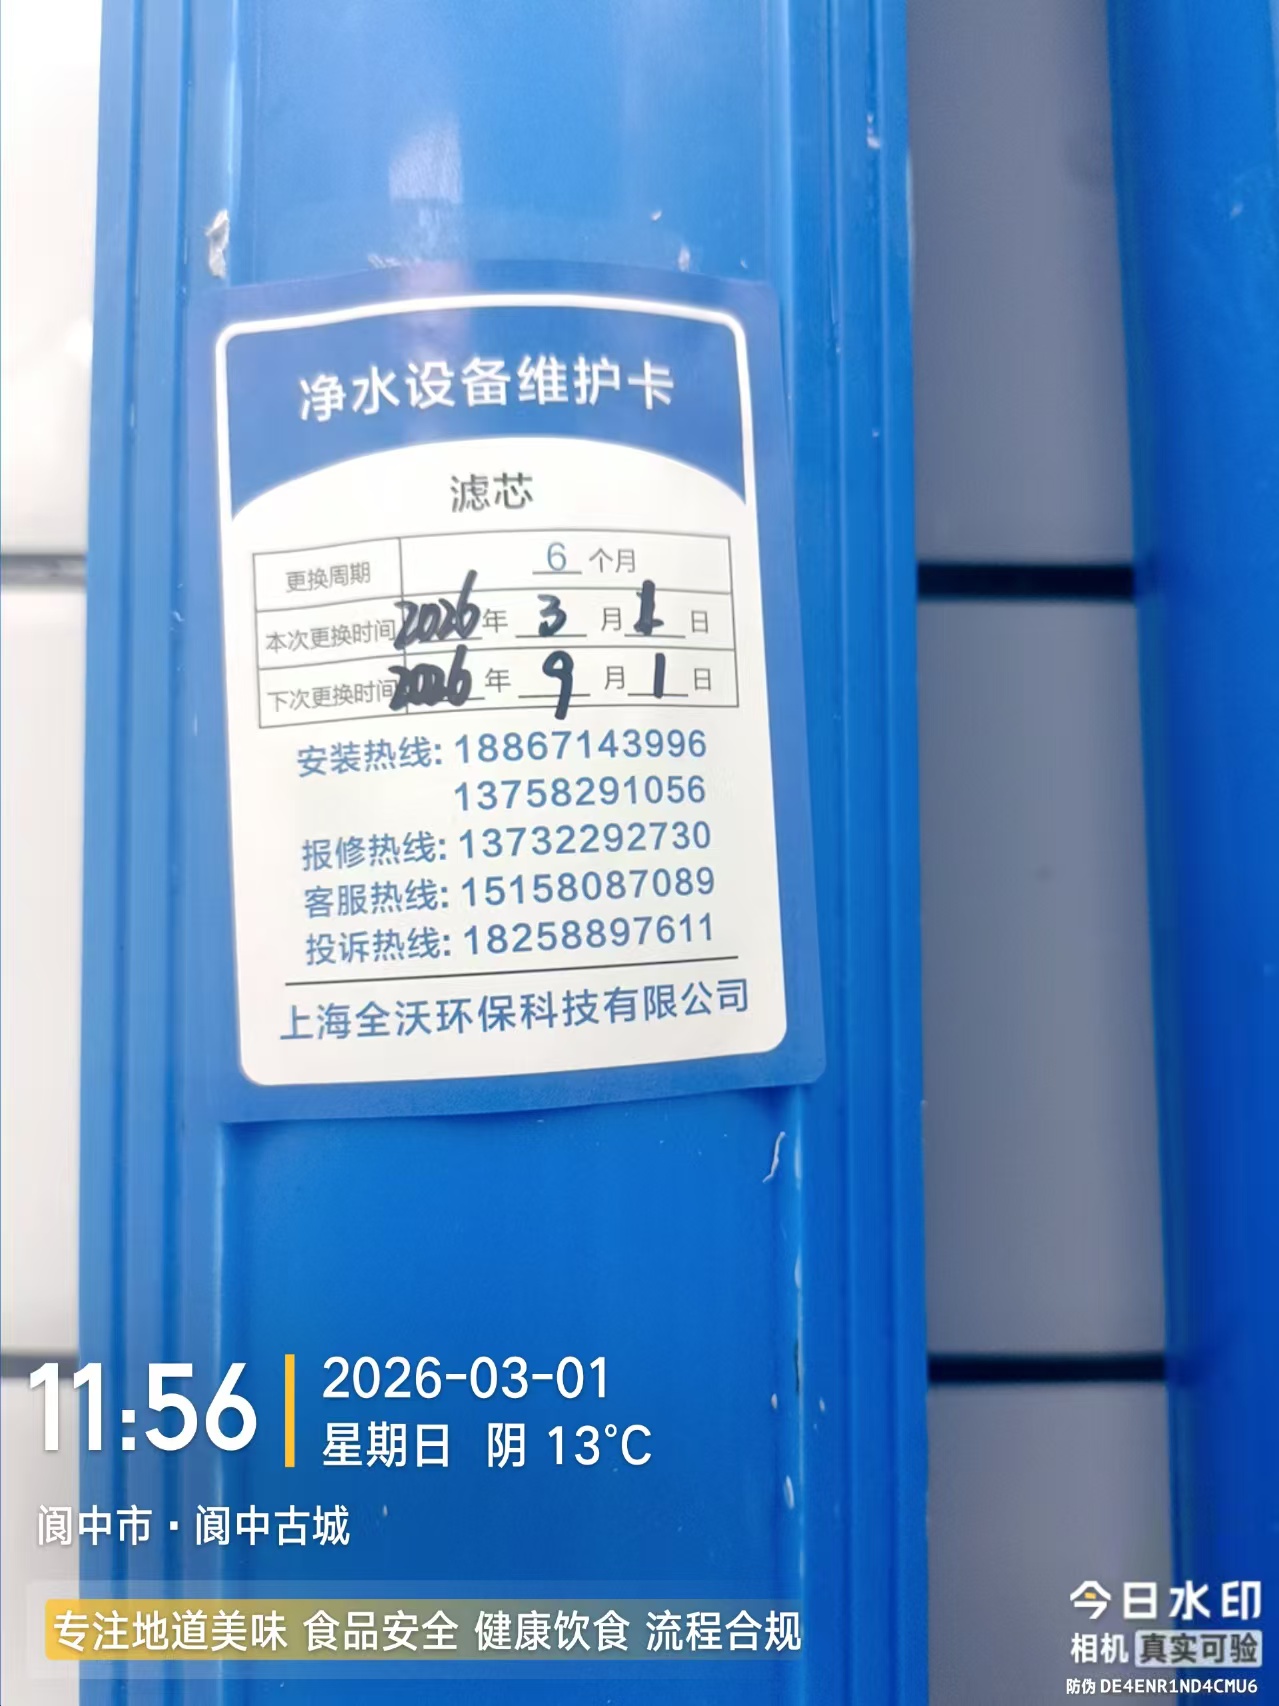 净水设备维护卡
滤芯
更换周期 6 个月
本次更换时间 2026 年 3 月 1 日
下次更换时间 2026 年 9 月 1 日
安装热线: 18867143996
13758291056
报修热线: 13732292730
客服热线: 15158087089
投诉热线: 18258897611
上海全沃环保科技有限公司
11:56
2026-03-01
星期日 阴 13°C
阆中市·阆中古城
专注地道美味 食品安全 健康饮食 流程合规
今日水印
相机 真实可验
防伪 DE4ENR1ND4CMU6